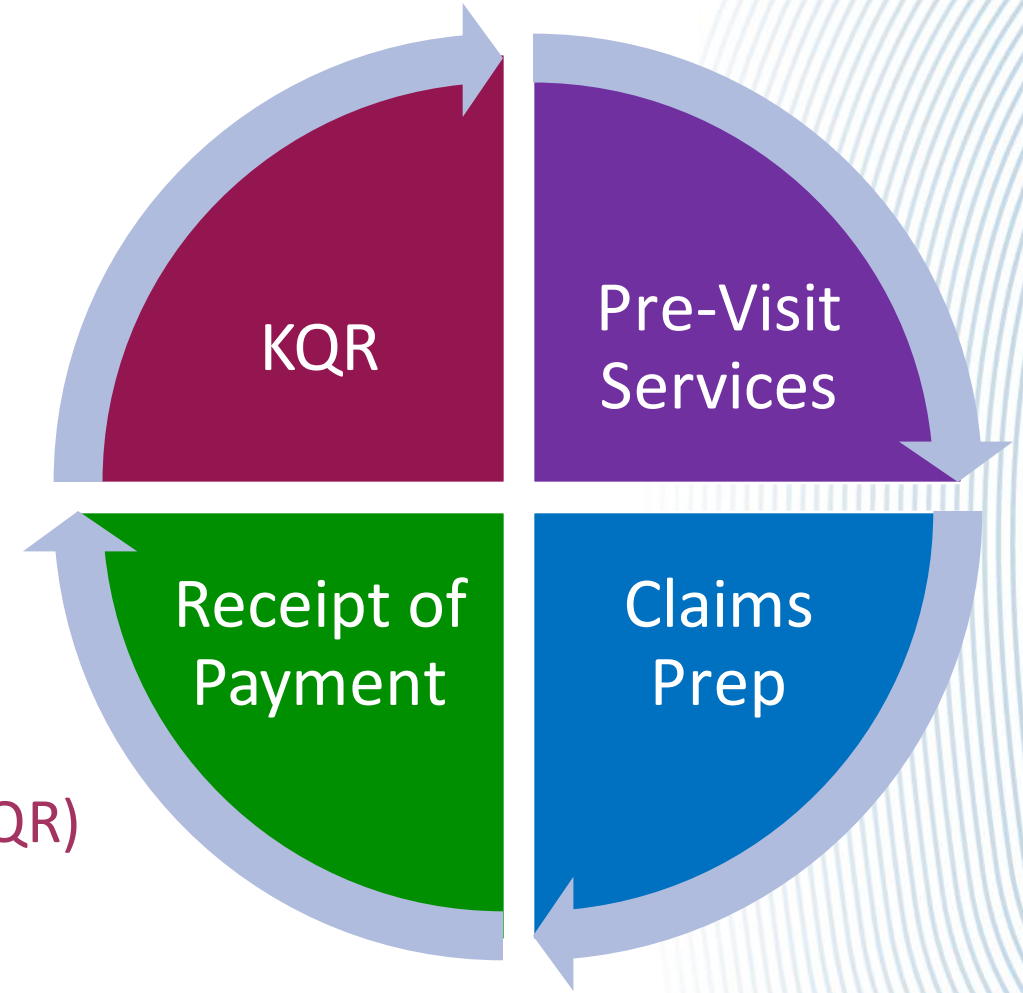 KQR
Pre-Visit
Services
Receipt of
Payment
Claims
Prep
QR)